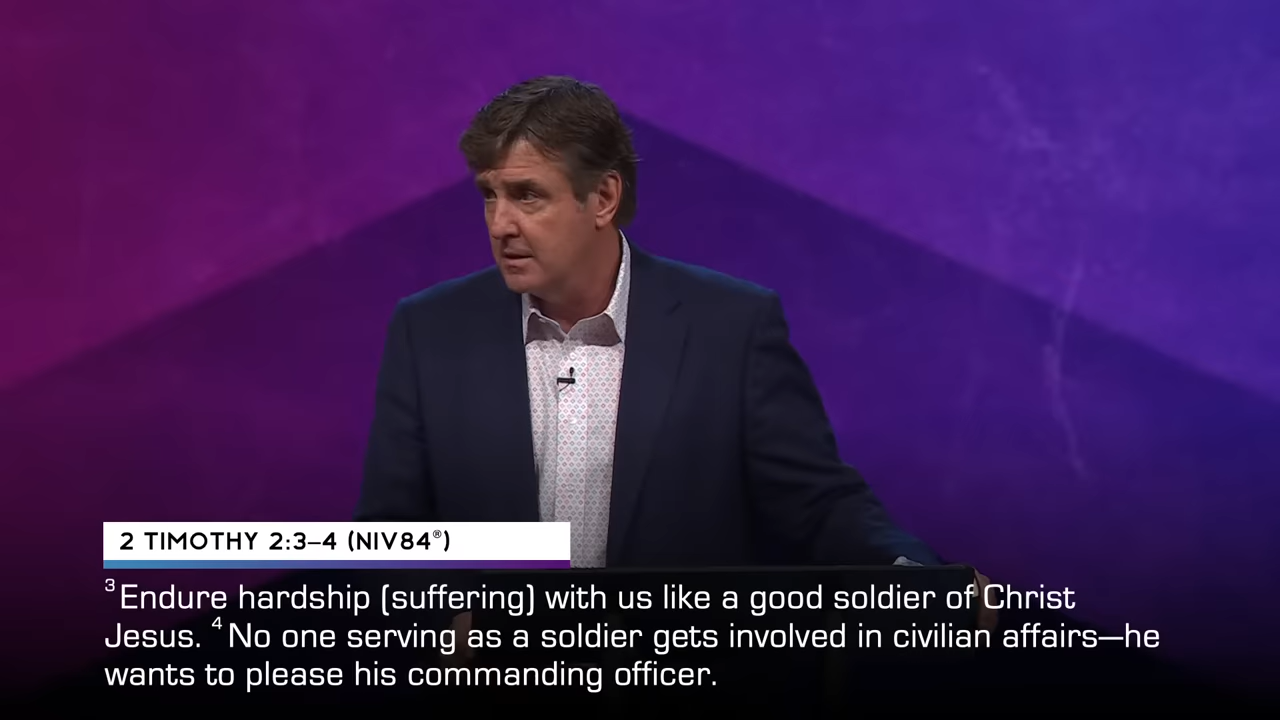 2 TIMOTHY 2:3–4 (NIV84®)
³Endure hardship (suffering) with us like a good soldier of Christ
Jesus. ⁴No one serving as a soldier gets involved in civilian affairs—he
wants to please his commanding officer.